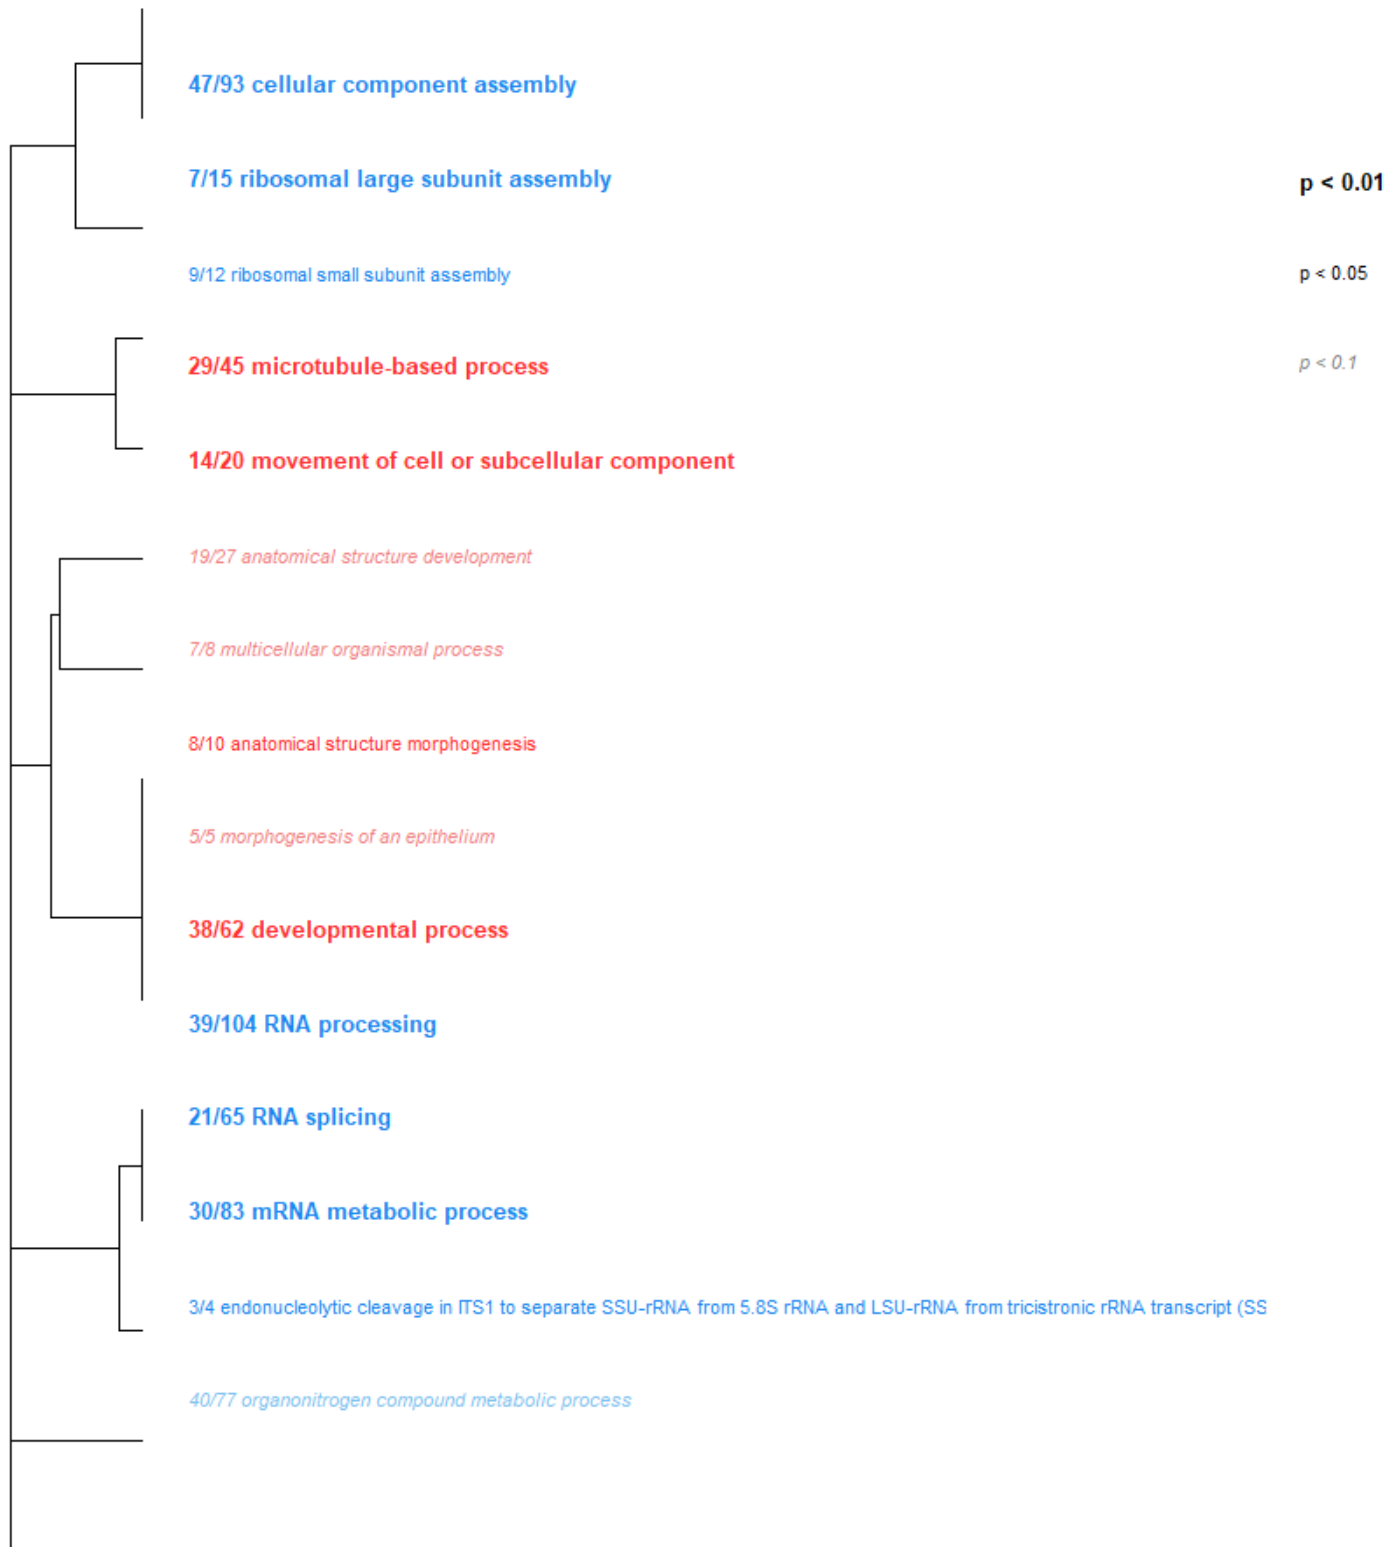 47/93 cellular component assembly
7/15 ribosomal large subunit assembly
p < 0.01
9/12 ribosomal small subunit assembly
p < 0.05
29/45 microtubule-based process
p < 0.1
14/20 movement of cell or subcellular component
19/27 anatomical structure development
7/8 multicellular organismal process
8/10 anatomical structure morphogenesis
5/5 morphogenesis of an epithelium
38/62 developmental process
39/104 RNA processing
21/65 RNA splicing
30/83 mRNA metabolic process
3/4 endonucleolytic cleavage in ITS1 to separate SSU-rRNA from 5.8S rRNA and LSU-rRNA from tricistronic rRNA transcript (SS
40/77 organonitrogen compound metabolic process